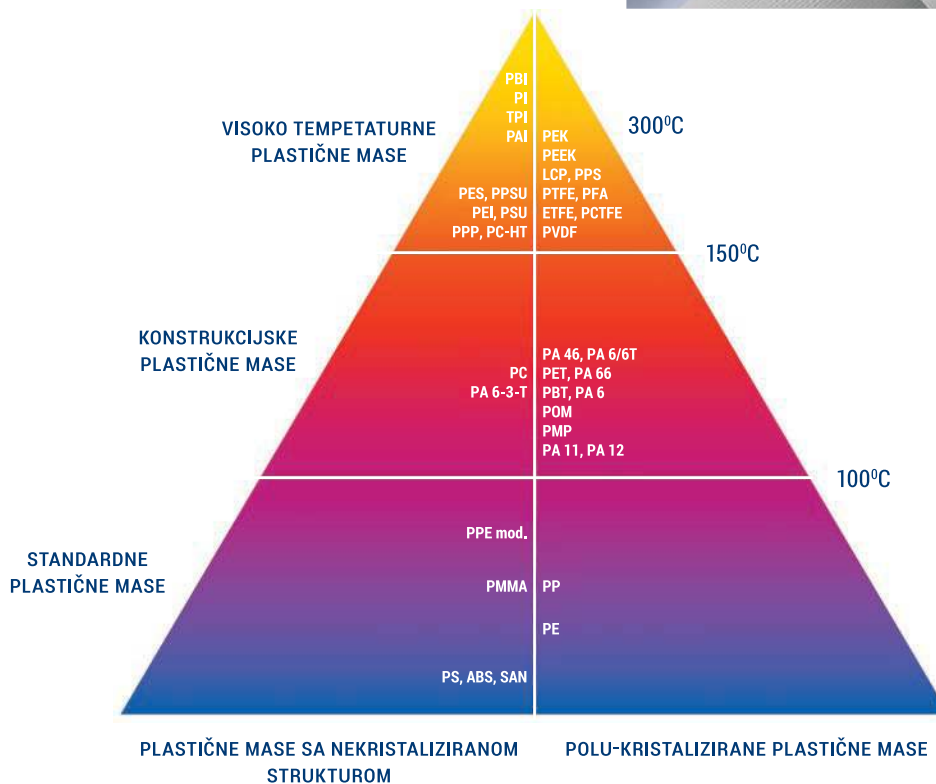 PBI
PI
TPI
PAI
VISOKO TEMPETATURNE
PLASTIČNE MASE
300⁰C
PEK
PEEK
LCP, PPS
PES, PPSU
PTFE, PFA
PEI, PSU
ETFE, PCTFE
PPP, PC-HT
PVDF
150⁰C
KONSTRUKCIJSKE
PLASTIČNE MASE
PA 46, PA 6/6T
PC
PET, PA 66
PA 6-3-T
PBT, PA 6
POM
PMP
PA 11, PA 12
100⁰C
PPE mod.
STANDARDNE
PLASTIČNE MASE
PMMA
PP
PE
PS, ABS, SAN
PLASTIČNE MASE SA NEKRISTALIZIRANOM
STRUKTUROM
POLU-KRISTALIZIRANE PLASTIČNE MASE